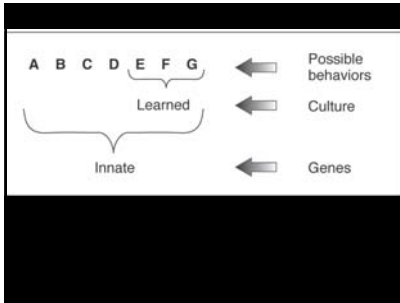 A B C D E F G
Possible
behaviors
Learned
Culture
Innate
Genes